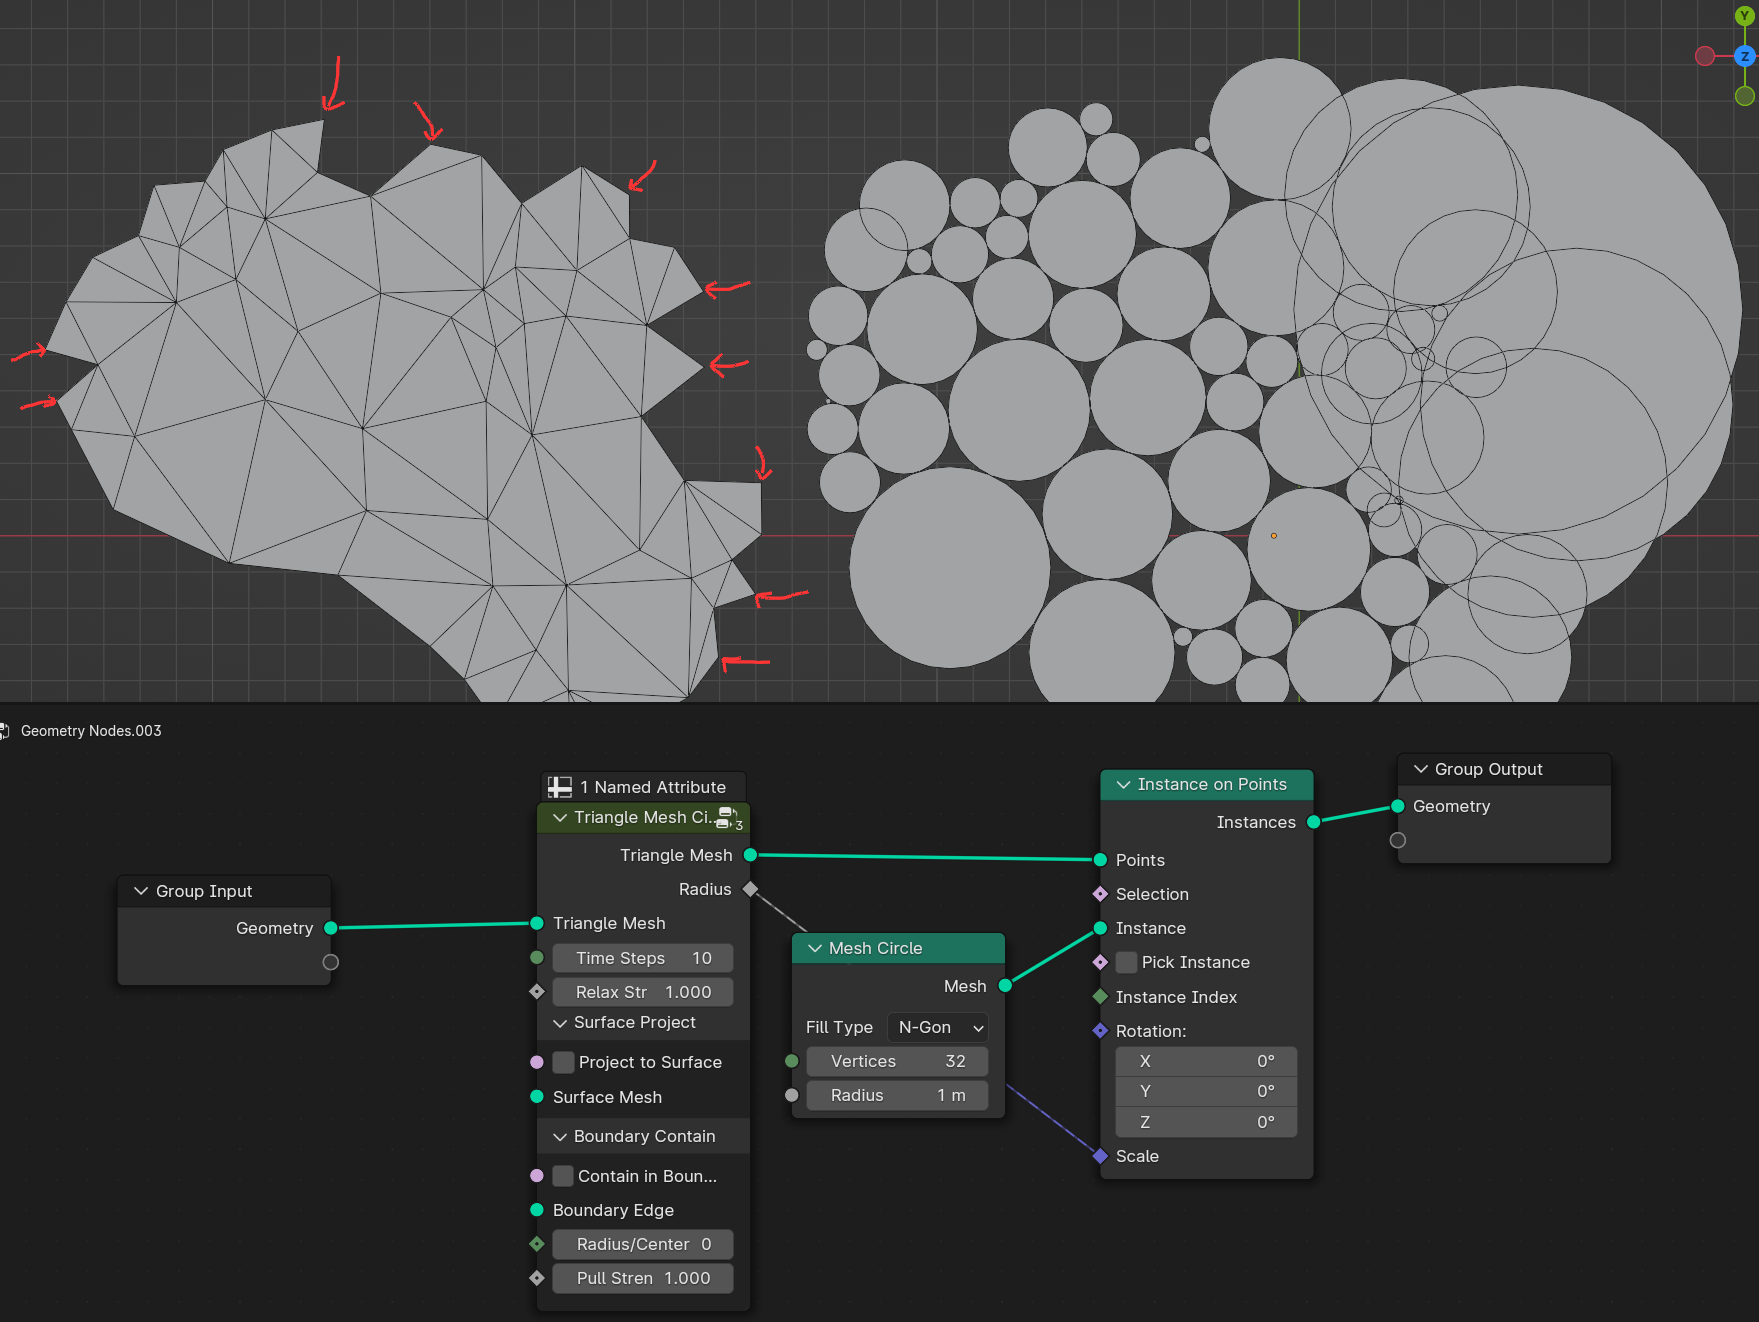 Y
Z
Geometry Nodes.003
1 Named Attribute
Triangle Mesh Ci...
3
Triangle Mesh
Radius
Triangle Mesh
Time Steps 10
Relax Str 1.000
Surface Project
Project to Surface
Surface Mesh
Boundary Contain
Contain in Boun...
Boundary Edge
Radius/Center 0
Pull Stren 1.000
Group Input
Geometry
Mesh Circle
Mesh
Fill Type N-Gon
Vertices 32
Radius 1 m
Instance on Points
Instances
Points
Selection
Instance
Pick Instance
Instance Index
Rotation:
X 0°
Y 0°
Z 0°
Scale
Group Output
Geometry